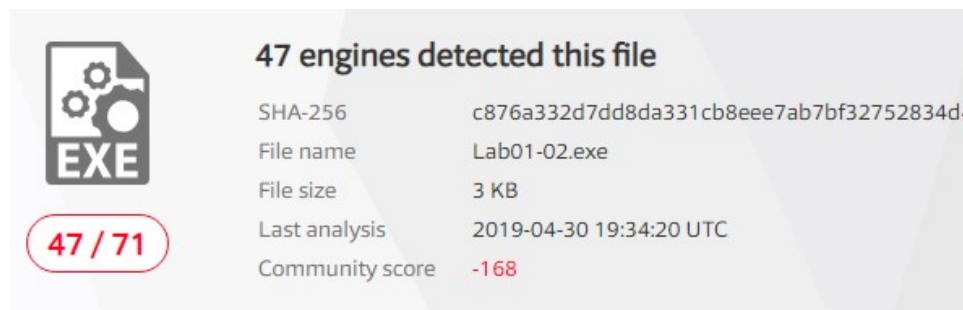 47 engines detected this file
SHA-256 c876a332d7dd8da331cb8eee7ab7bf32752834d
File name Lab01-02.exe
File size 3 KB
Last analysis 2019-04-30 19:34:20 UTC
Community score -168
EXE
47 / 71